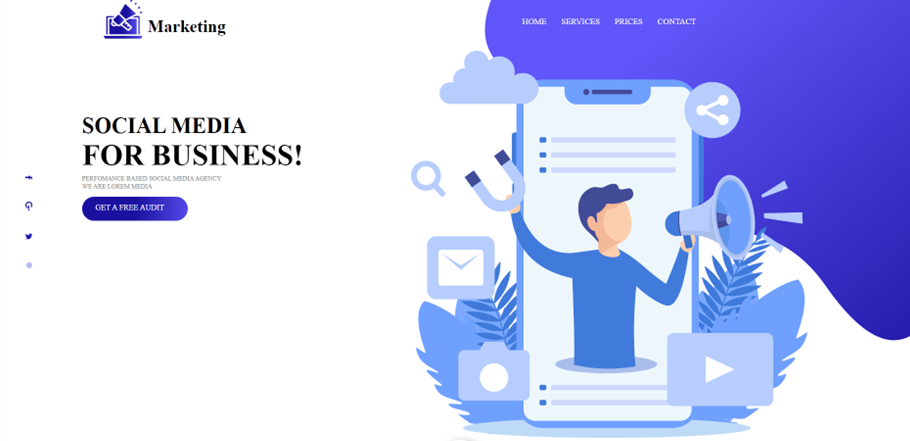 Marketing
HOME SERVICES PRICES CONTACT
SOCIAL MEDIA
FOR BUSINESS!
PERFOMANCE BASED SOCIAL MEDIA AGENCY
WE ARE LOREM MEDIA
GET A FREE AUDIT